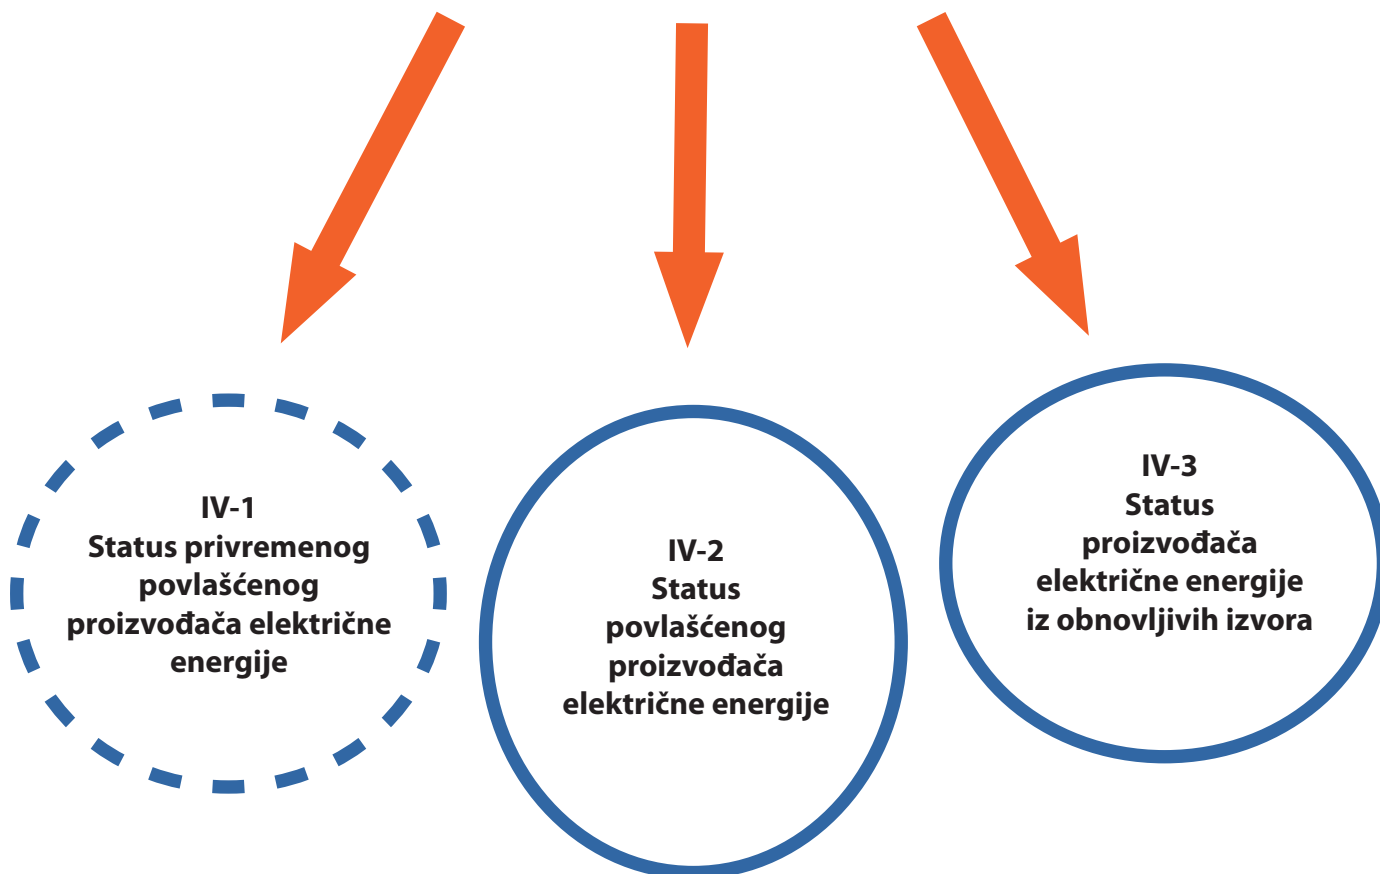 IV-1
Status privremenog
povlašćenog
proizvođača električne
energije
IV-2
Status
povlašćenog
proizvođača
električne energije
IV-3
Status
proizvođača
električne energije
iz obnovljivih izvora